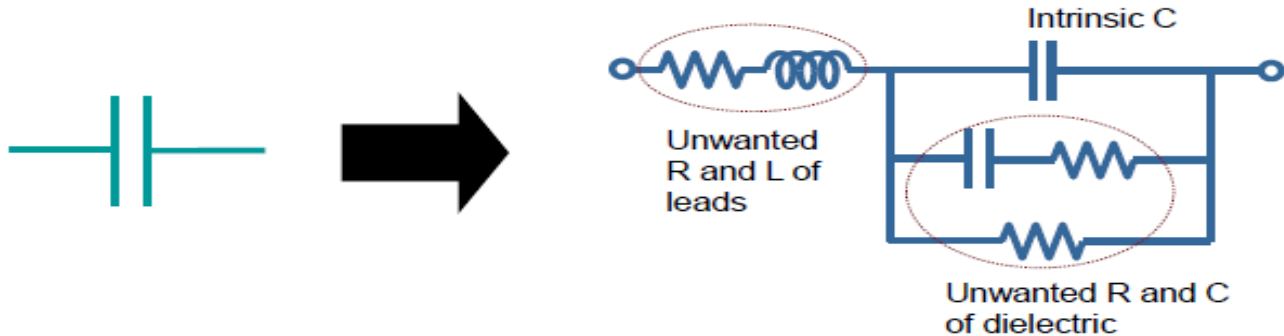 Intrinsic C
Unwanted
R and L of
leads
Unwanted R and C
of dielectric